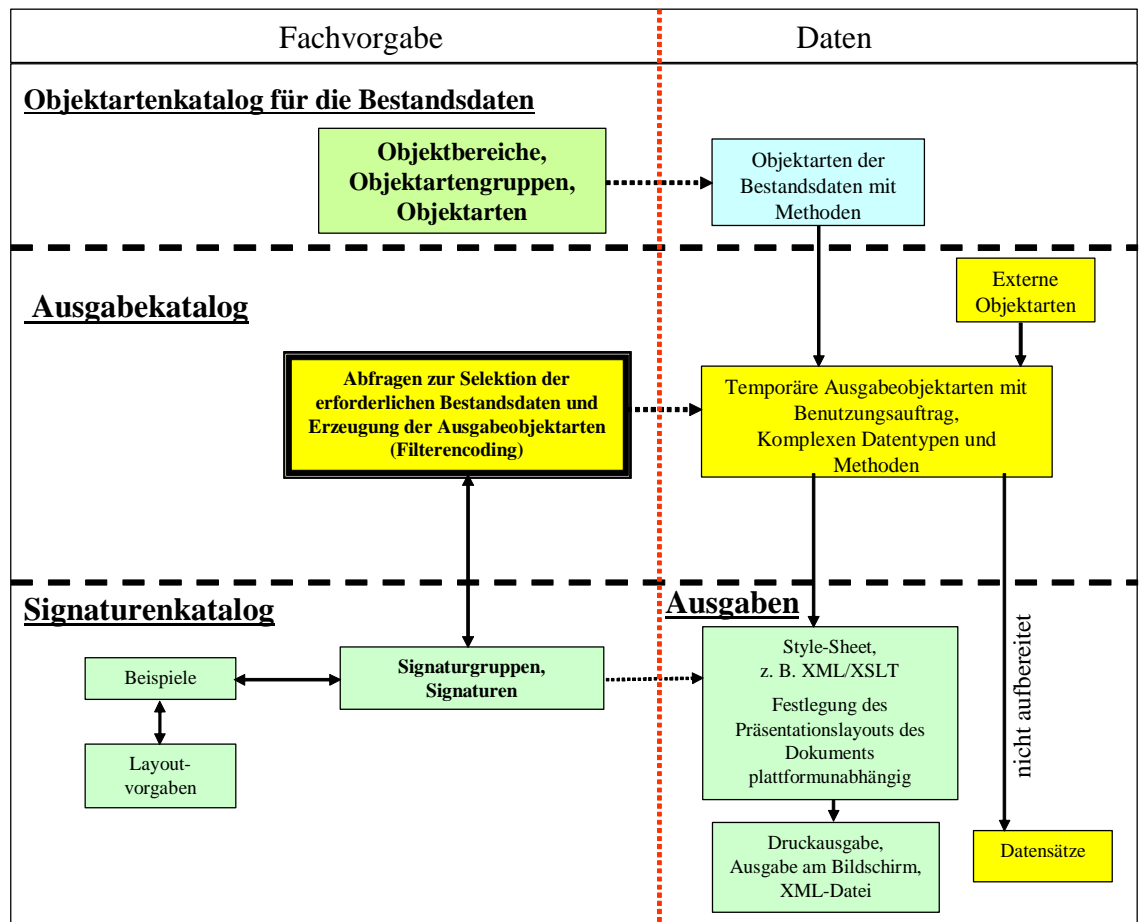 Fachvorgabe
Daten
Objektartenkatalog für die Bestandsdaten
Objektbereiche,
Objektartengruppen,
Objektarten
Objektarten der
Bestandsdaten mit
Methoden
Ausgabekatalog
Externe
Objektarten
Abfragen zur Selektion der
erforderlichen Bestandsdaten und
Erzeugung der Ausgabeobjektarten
(Filterencoding)
Temporäre Ausgabeobjektarten mit
Benutzungsauftrag,
Komplexen Datentypen und
Methoden
Signaturenkatalog
Ausgaben
Beispiele
Signaturgruppen,
Signaturen
Layout-
vorgaben
Style-Sheet,
z. B. XML/XSLT
Festlegung des
Präsentationslayouts des
Dokuments
plattformunabhängig
nicht aufbereitet
Druckausgabe,
Ausgabe am Bildschirm,
XML-Datei
Datensätze